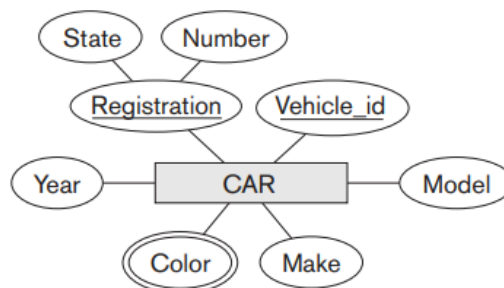 State
Number
Registration
Vehicle_id
Year
CAR
Model
Color
Make